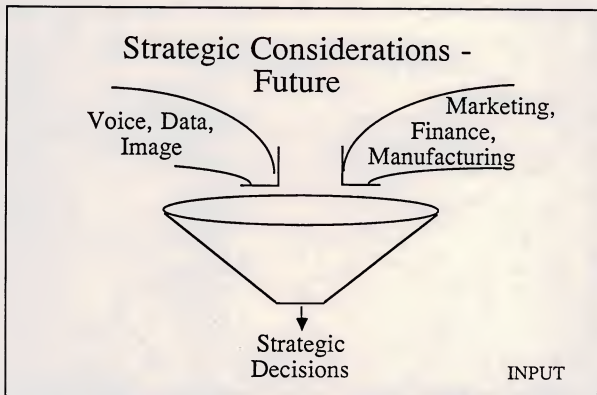 Strategic Considerations -
Future
Voice, Data,
Image
Marketing,
Finance,
Manufacturing
Strategic
Decisions
INPUT